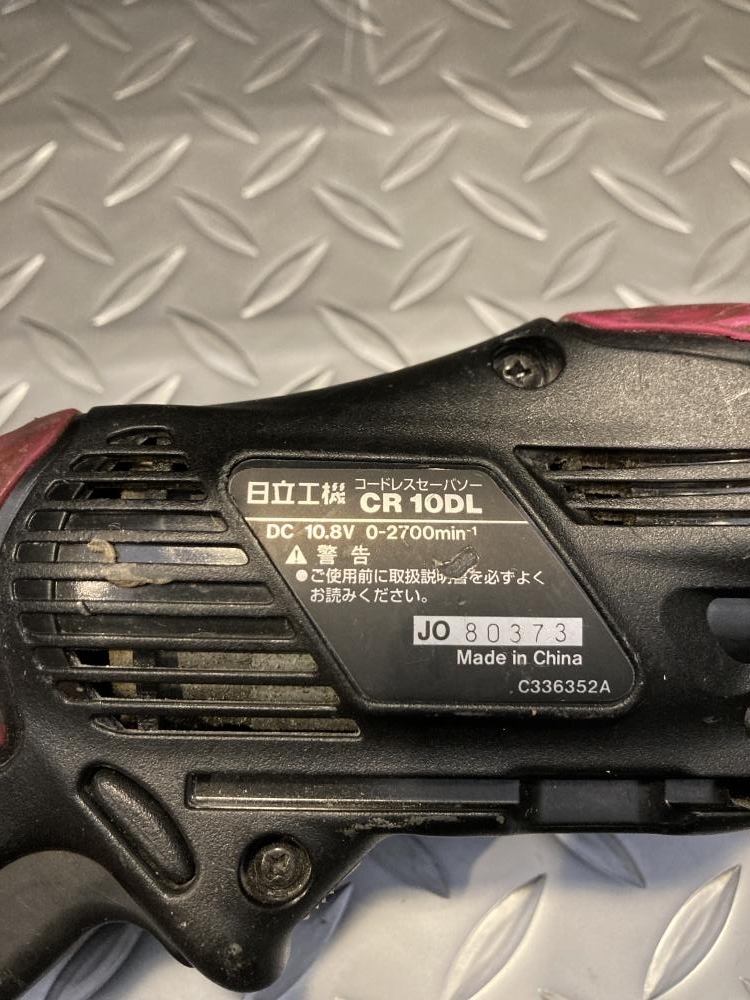 日立工機 コードレスセーバソー
CR 10DL
DC 10.8V 0-2700min⁻¹
警告
●ご使用前に取扱説明書を必ずよく
お読みください。
JO 80373
Made in China
C336352A